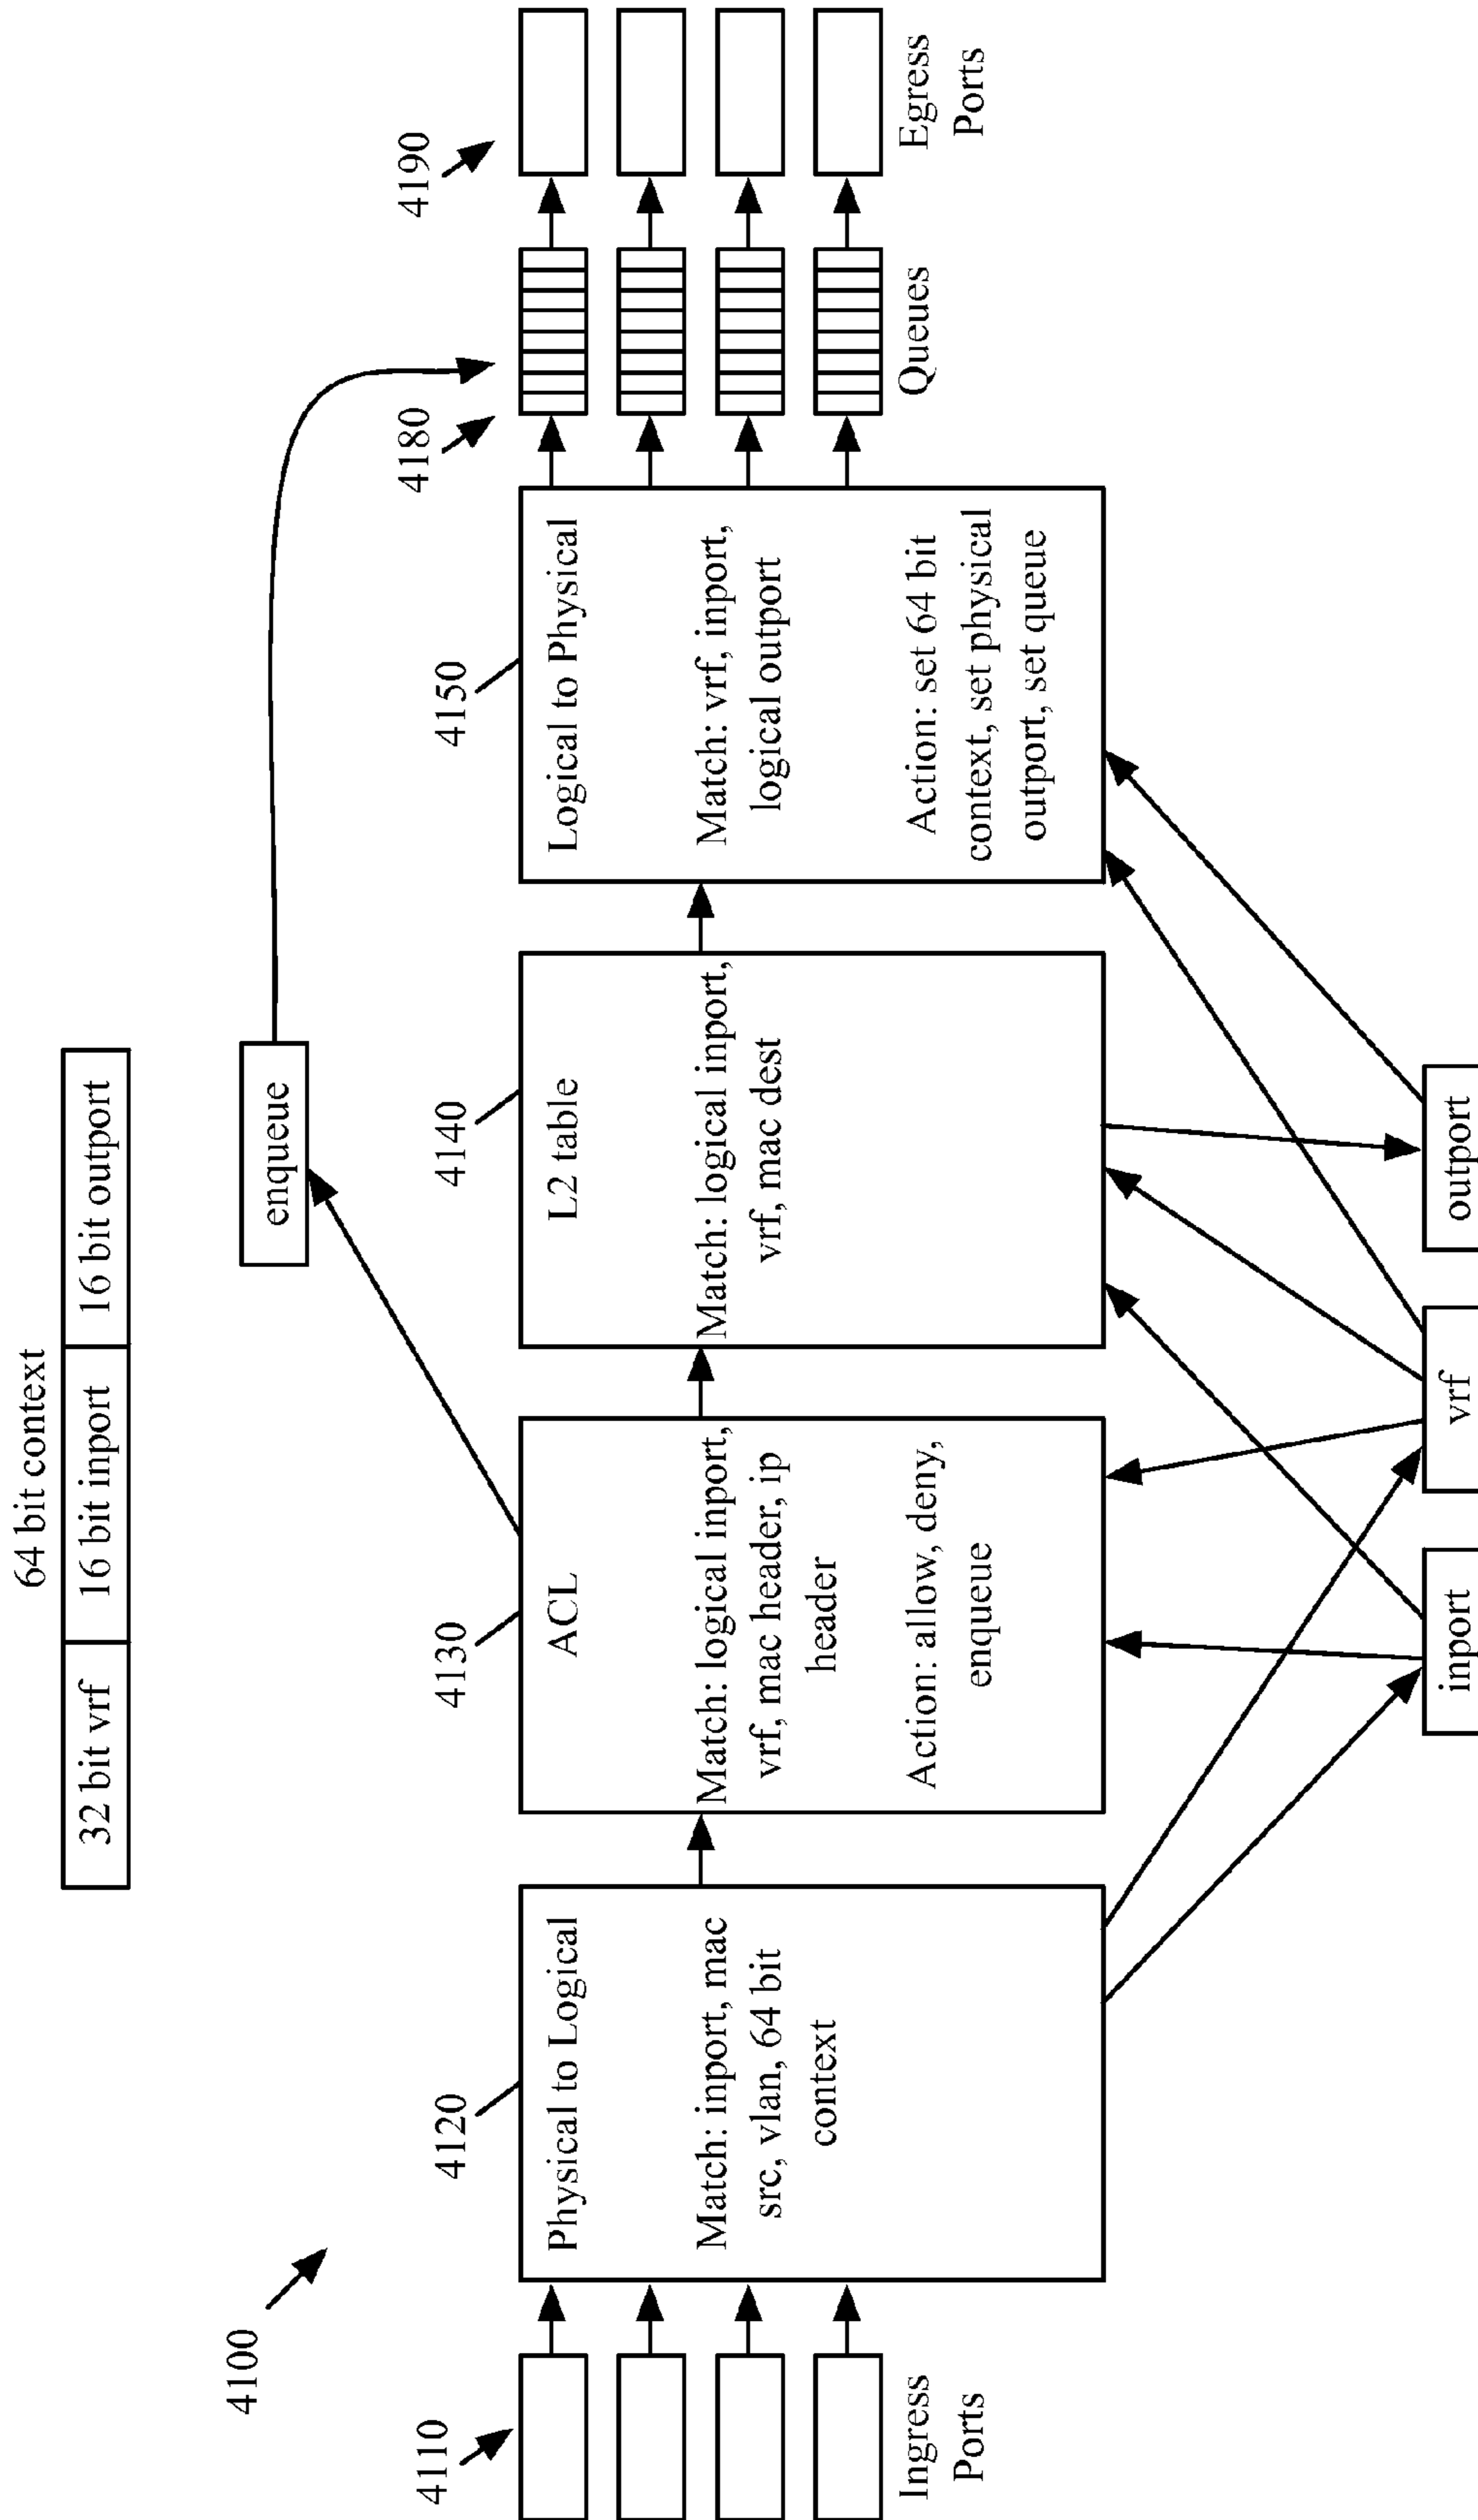 64 bit context
32 bit vrf
16 bit inport
16 bit outport
4100
enqueue
4110
4120
4130
4140
4150
4180
4190
Physical to Logical
Match: inport, mac
src, vlan, 64 bit
context
ACL
Match: logical inport,
vrf, mac header, ip
header
Action: allow, deny,
enqueue
L2 table
Match: logical inport,
vrf, mac dest
Logical to Physical
Match: vrf, inport,
logical outport
Action: set 64 bit
context, set physical
outport, set queue
Ingress
Ports
Queues
Egress
Ports
inport
vrf
outport